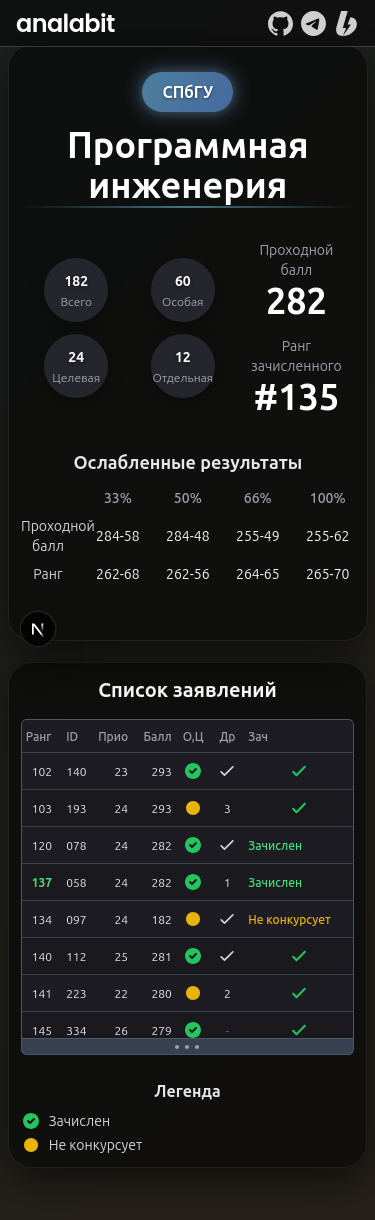 analabit
СПбГУ
Программная
инженерия
182
Всего
60
Особая
24
Целевая
12
Отдельная
Проходной
балл
282
Ранг
зачисленного
#135
Ослабленные результаты
33% 50% 66% 100%
Проходной
балл 284-58 284-48 255-49 255-62
Ранг 262-68 262-56 264-65 265-70
N
Список заявлений
Ранг ID Прио Балл О,Ц Др Зач
102 140 23 293
103 193 24 293 3
120 078 24 282 Зачислен
137 058 24 282 1 Зачислен
134 097 24 182 Не конкурсует
140 112 25 281
141 223 22 280 2
145 334 26 279 -
Легенда
Зачислен
Не конкурсует